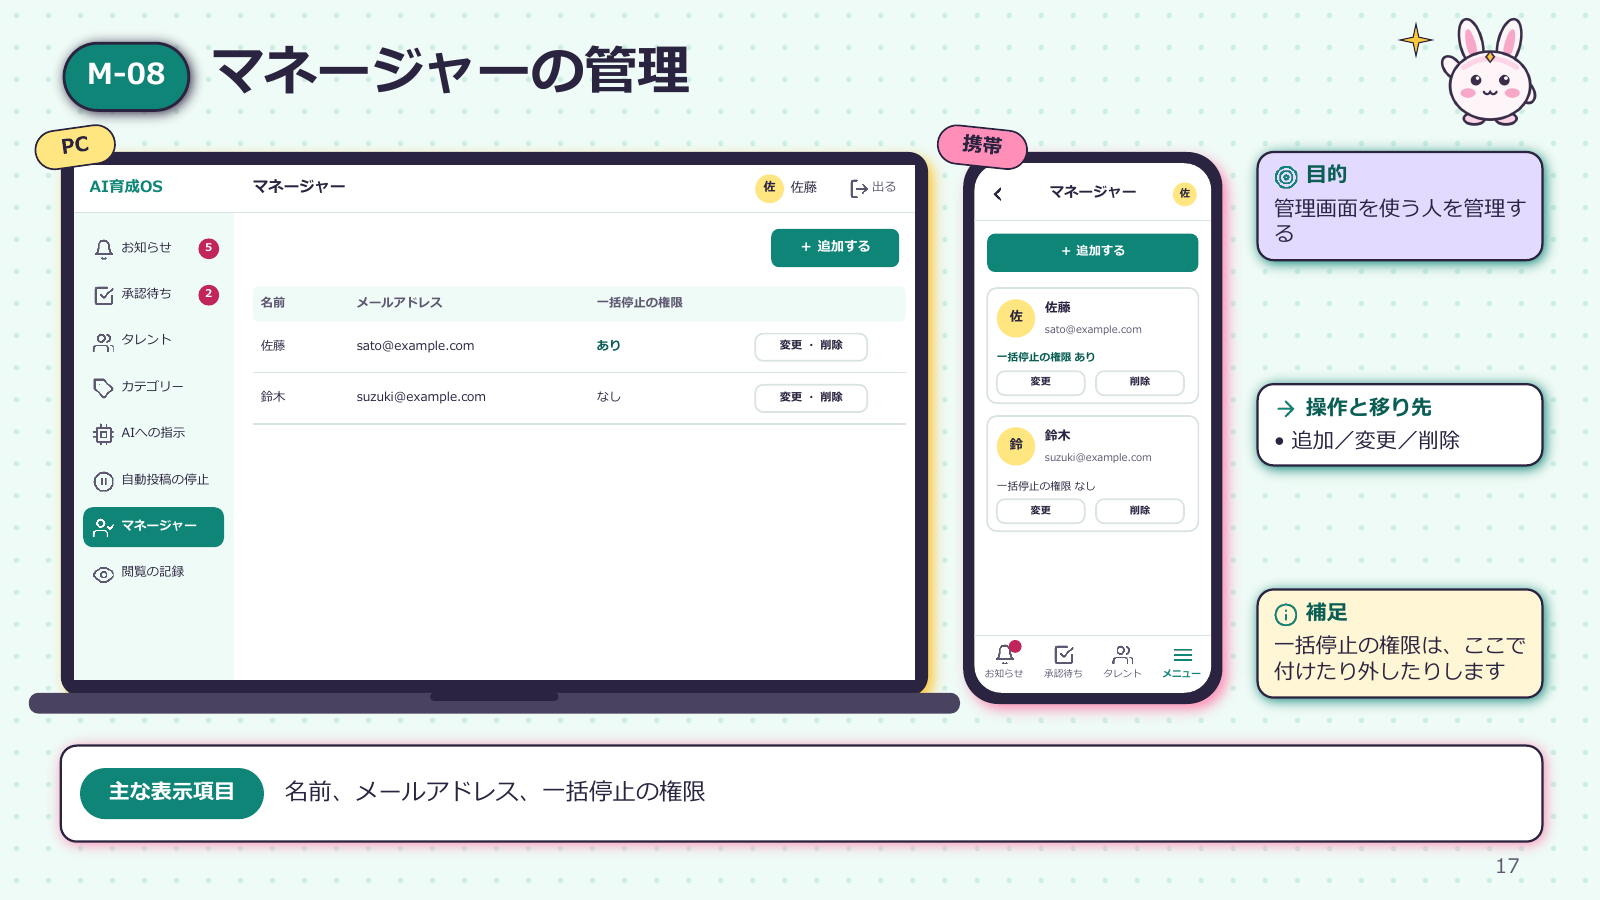 M-08
マネージャーの管理
PC
AI育成OS
マネージャー
佐
佐藤
出る
お知らせ
5
承認待ち
2
タレント
カテゴリー
AIへの指示
自動投稿の停止
マネージャー
閲覧の記録
+ 追加する
名前
メールアドレス
一括停止の権限
佐藤
sato@example.com
あり
変更 ・ 削除
鈴木
suzuki@example.com
なし
変更 ・ 削除
携帯
マネージャー
佐
+ 追加する
佐
佐藤
sato@example.com
一括停止の権限 あり
変更
削除
鈴
鈴木
suzuki@example.com
一括停止の権限 なし
変更
削除
お知らせ
承認待ち
タレント
メニュー
目的
管理画面を使う人を管理す
る
操作と移り先
• 追加／変更／削除
補足
一括停止の権限は、ここで
付けたり外したりします
主な表示項目
名前、メールアドレス、一括停止の権限
17